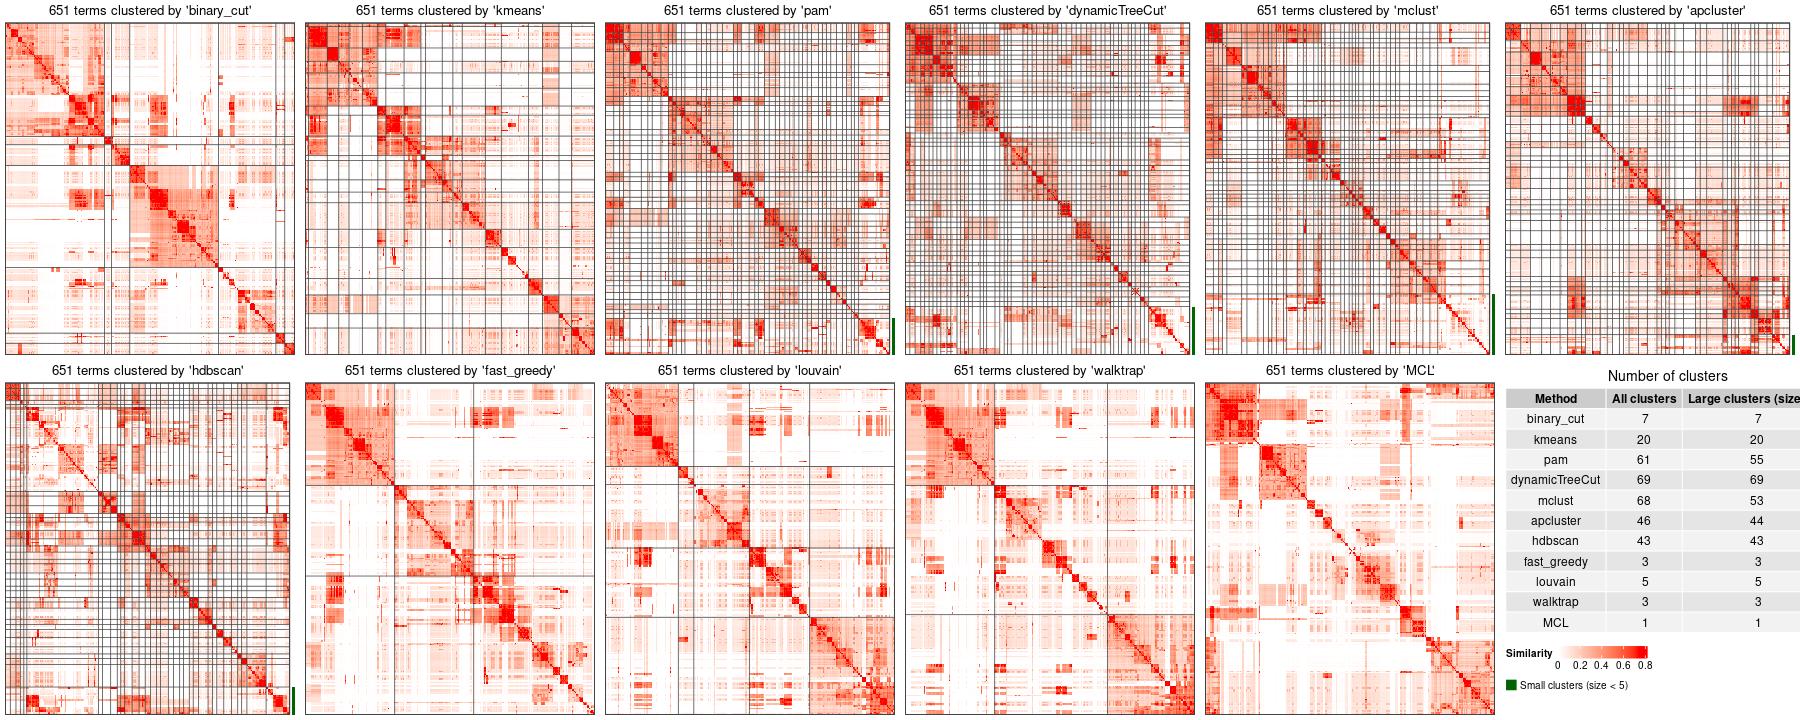 651 terms clustered by 'binary_cut'
651 terms clustered by 'kmeans'
651 terms clustered by 'pam'
651 terms clustered by 'dynamicTreeCut'
651 terms clustered by 'mclust'
651 terms clustered by 'apcluster'
651 terms clustered by 'hdbscan'
651 terms clustered by 'fast_greedy'
651 terms clustered by 'louvain'
651 terms clustered by 'walktrap'
651 terms clustered by 'MCL'
Number of clusters
Method All clusters Large clusters (size
binary_cut 7 7
kmeans 20 20
pam 61 55
dynamicTreeCut 69 69
mclust 68 53
apcluster 46 44
hdbscan 43 43
fast_greedy 3 3
louvain 5 5
walktrap 3 3
MCL 1 1
Similarity
0 0.2 0.4 0.6 0.8
Small clusters (size < 5)